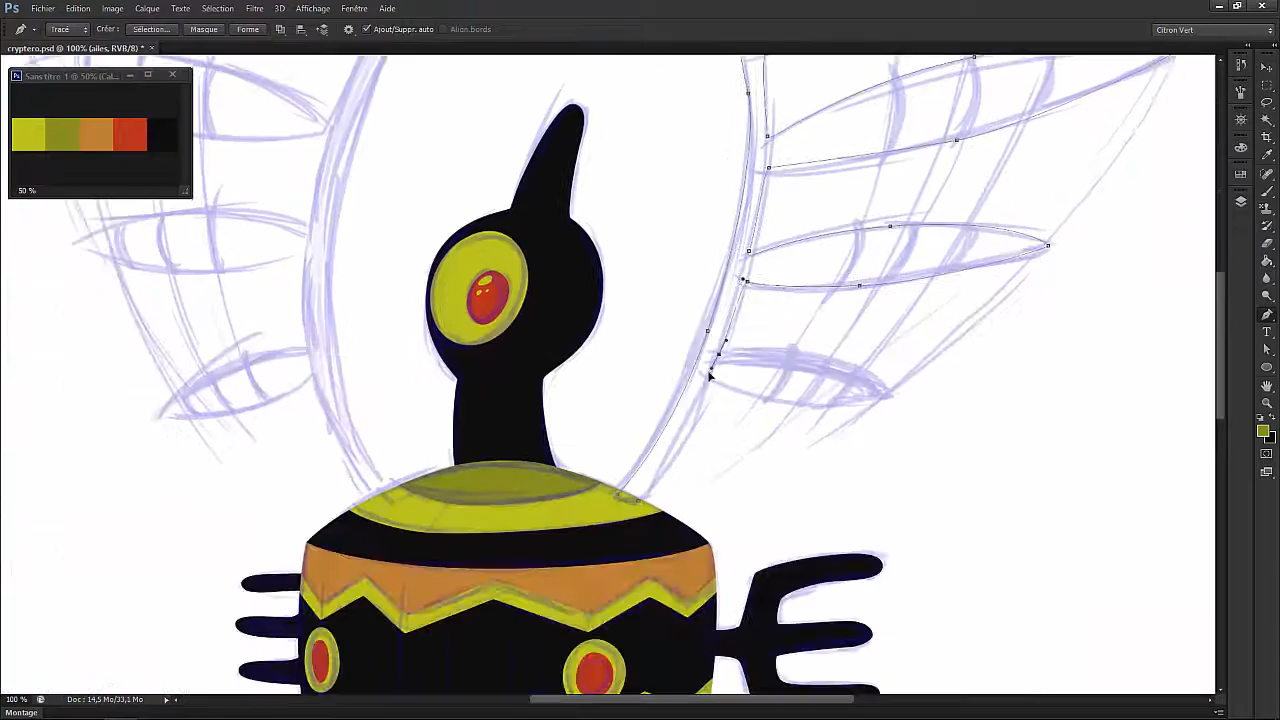 Ps Fichier Edition Image Calque Texte Sélection Filtre 3D Affichage Fenêtre Aide
Tracé Créer : Sélection... Masque Forme Ajout/Suppr. auto Align.bords Citron Vert
cryptero.psd @ 100% (ailes, RVB/8) * ×
Ps Sans titre 1 @ 50% (Cal...
50 %
100 % Doc : 14,5 Mo/33,1 Mo
Montage